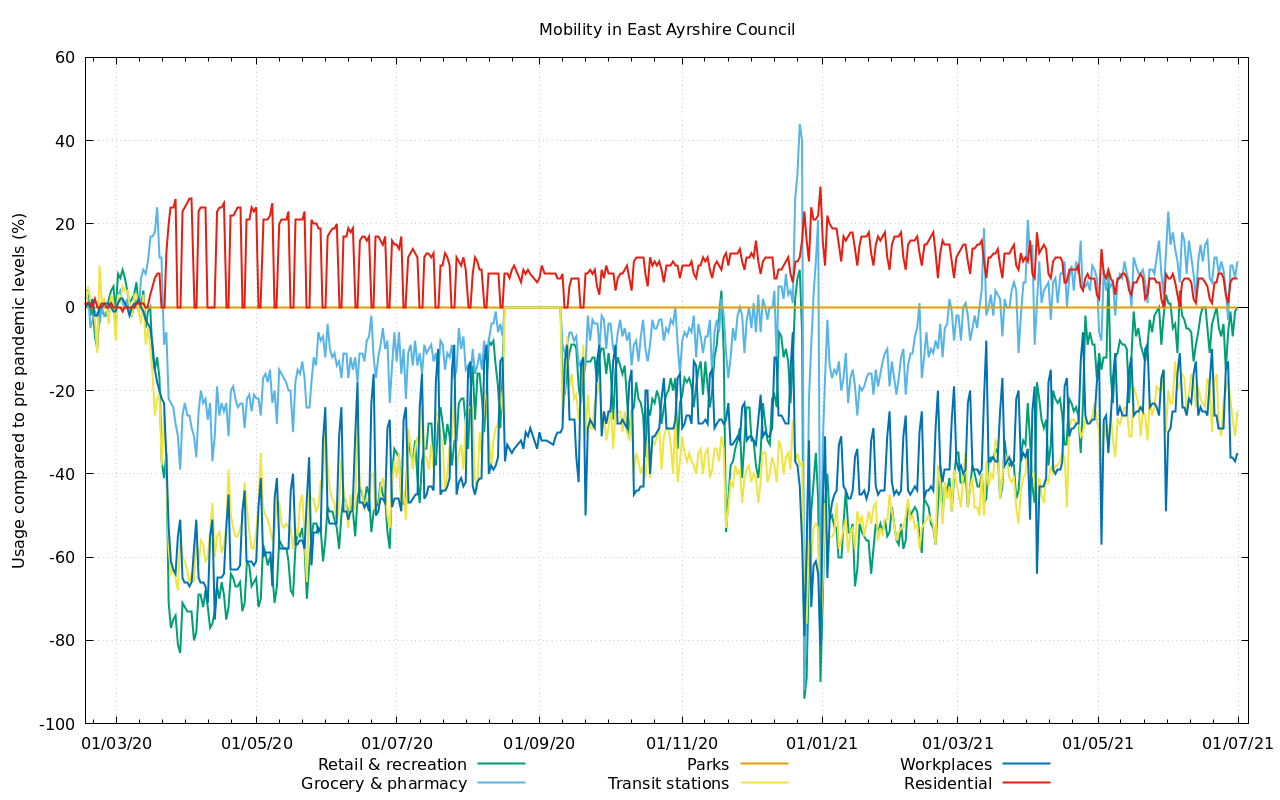 Mobility in East Ayrshire Council
Usage compared to pre pandemic levels (%)
60
40
20
0
-20
-40
-60
-80
-100
01/03/20 01/05/20 01/07/20 01/09/20 01/11/20 01/01/21 01/03/21 01/05/21 01/07/21
Retail & recreation Parks Workplaces
Grocery & pharmacy Transit stations Residential